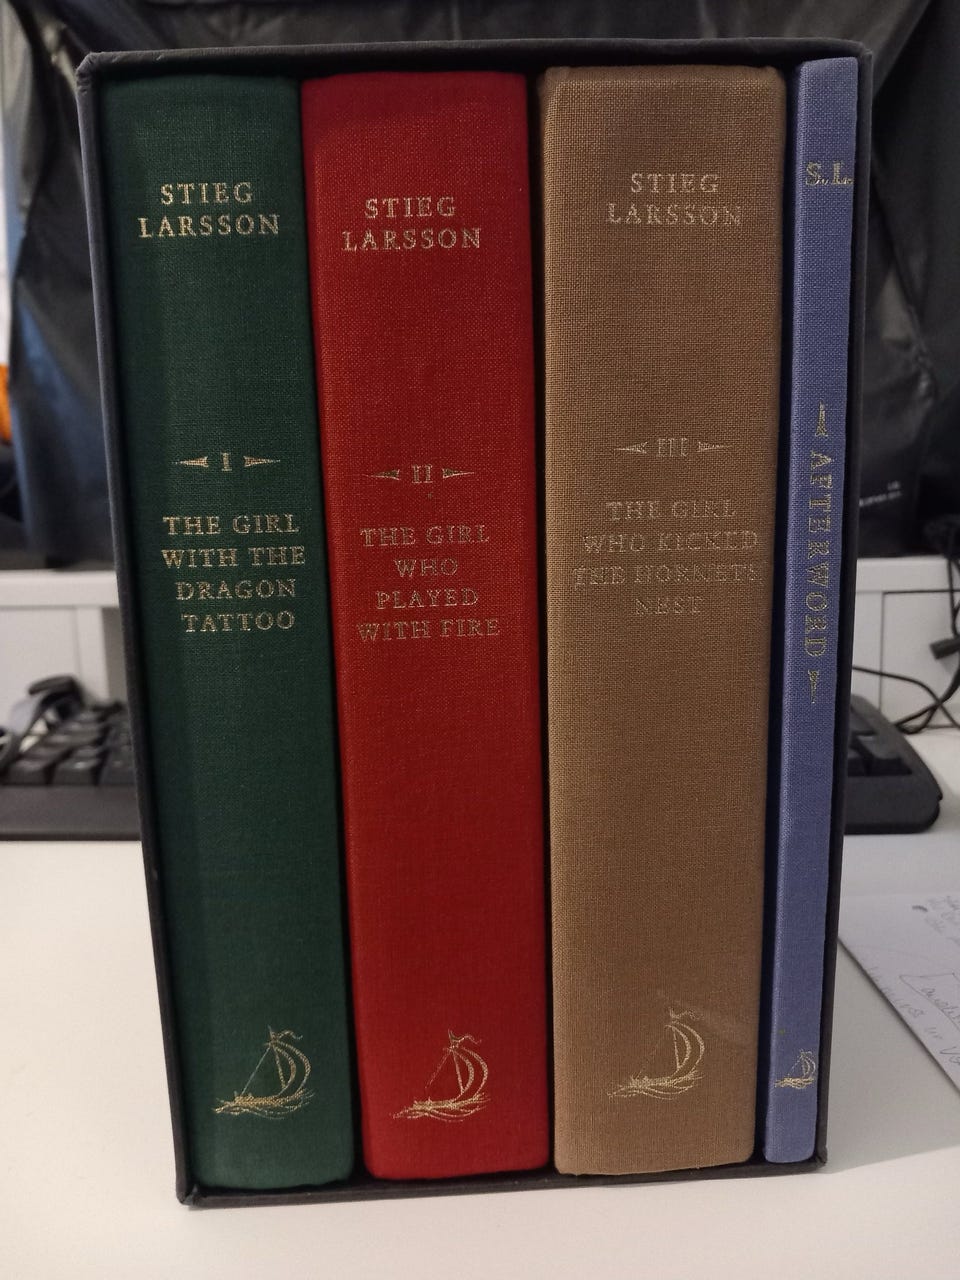 STIEG
LARSSON
I
THE GIRL
WITH THE
DRAGON
TATTOO
STIEG
LARSSON
II
THE GIRL
WHO
PLAYED
WITH FIRE
STIEG
LARSSON
III
THE GIRL
WHO KICKED
THE HORNETS'
NEST
S.L.
AFTERWORD